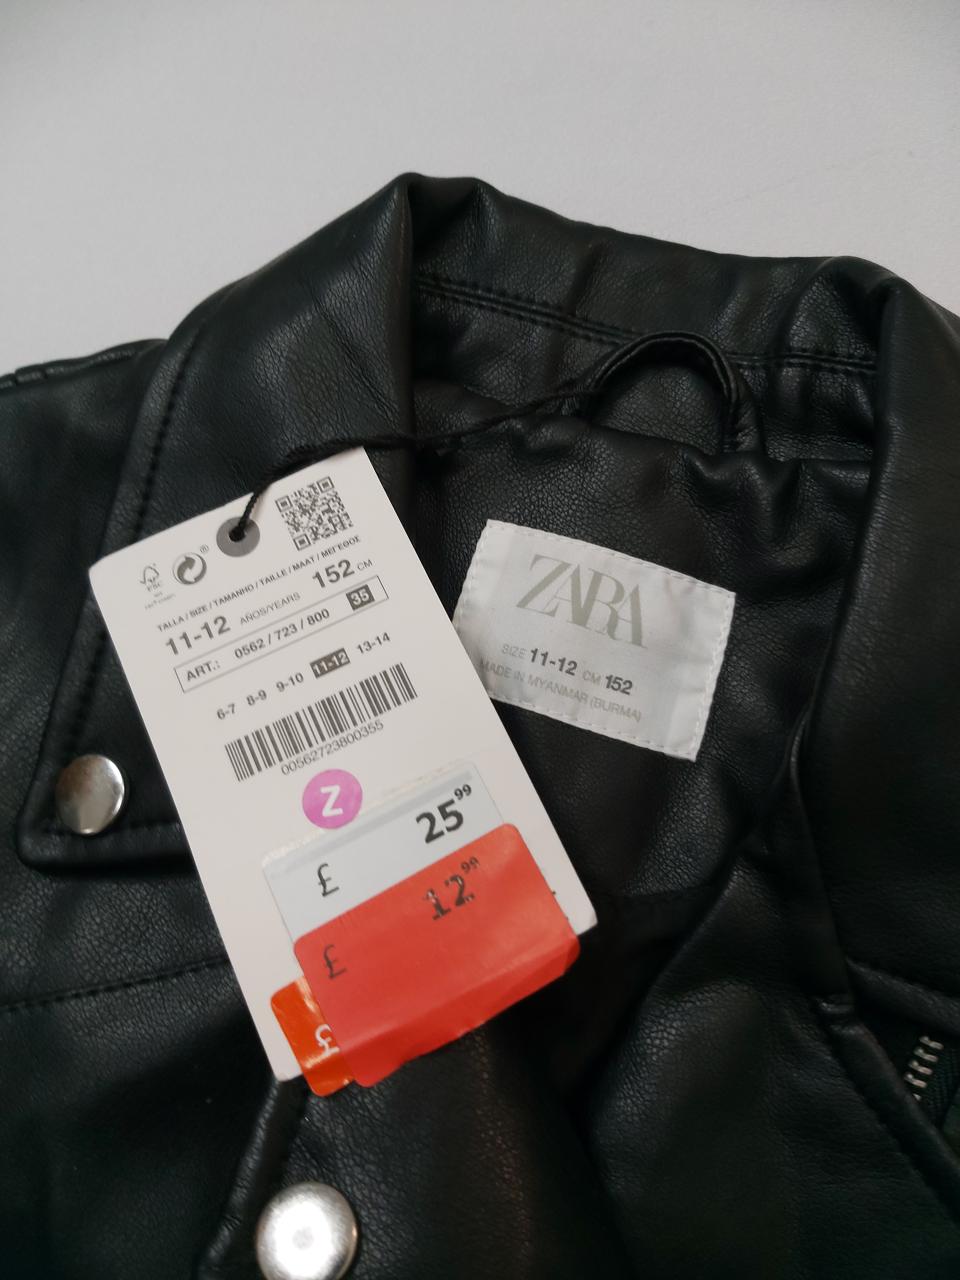 FSC
TALLA / SIZE / TAMANHO / TAILLE / MAAT / ΜΕΓΕΘΟΣ
11-12 AÑOS/YEARS 152 CM
ART.: 0562 / 723 / 800 35
6-7 8-9 9-10 11-12 13-14
00562723800355
Z
£ 25.99
£ 12.99
£
ZARA
SIZE 11-12 CM 152
MADE IN MYANMAR (BURMA)